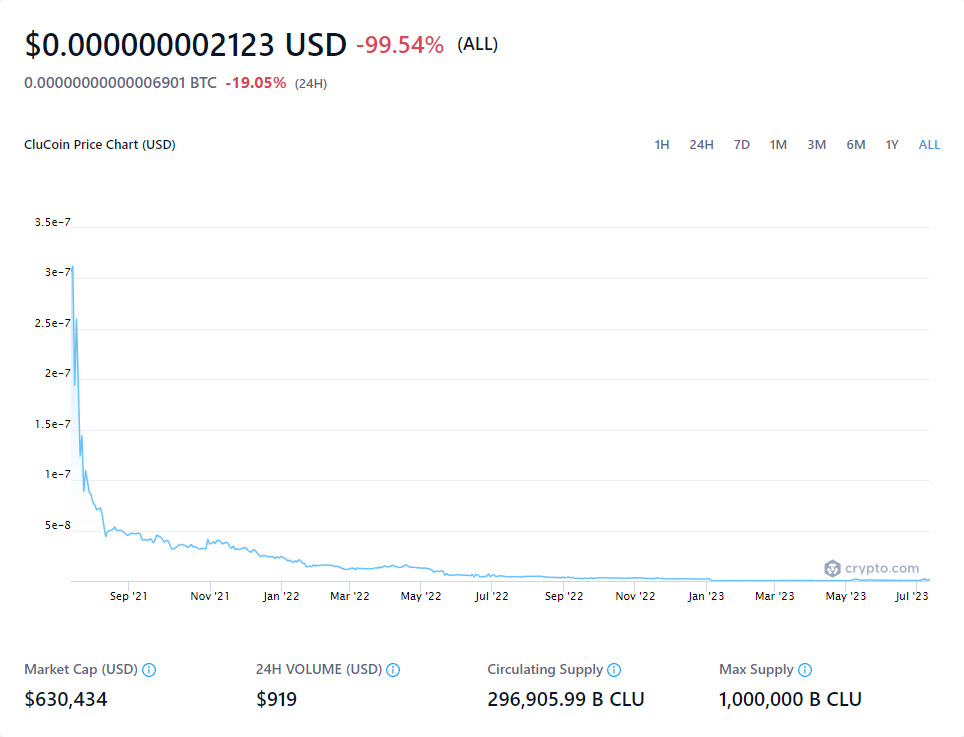 $0.000000002123 USD -99.54% (ALL)
0.00000000000006901 BTC -19.05% (24H)
CluCoin Price Chart (USD) 1H 24H 7D 1M 3M 6M 1Y ALL
3.5e-7
3e-7
2.5e-7
2e-7
1.5e-7
1e-7
5e-8
crypto.com
Sep '21 Nov '21 Jan '22 Mar '22 May '22 Jul '22 Sep '22 Nov '22 Jan '23 Mar '23 May '23 Jul '23
Market Cap (USD) 24H VOLUME (USD) Circulating Supply Max Supply
$630,434 $919 296,905.99 B CLU 1,000,000 B CLU